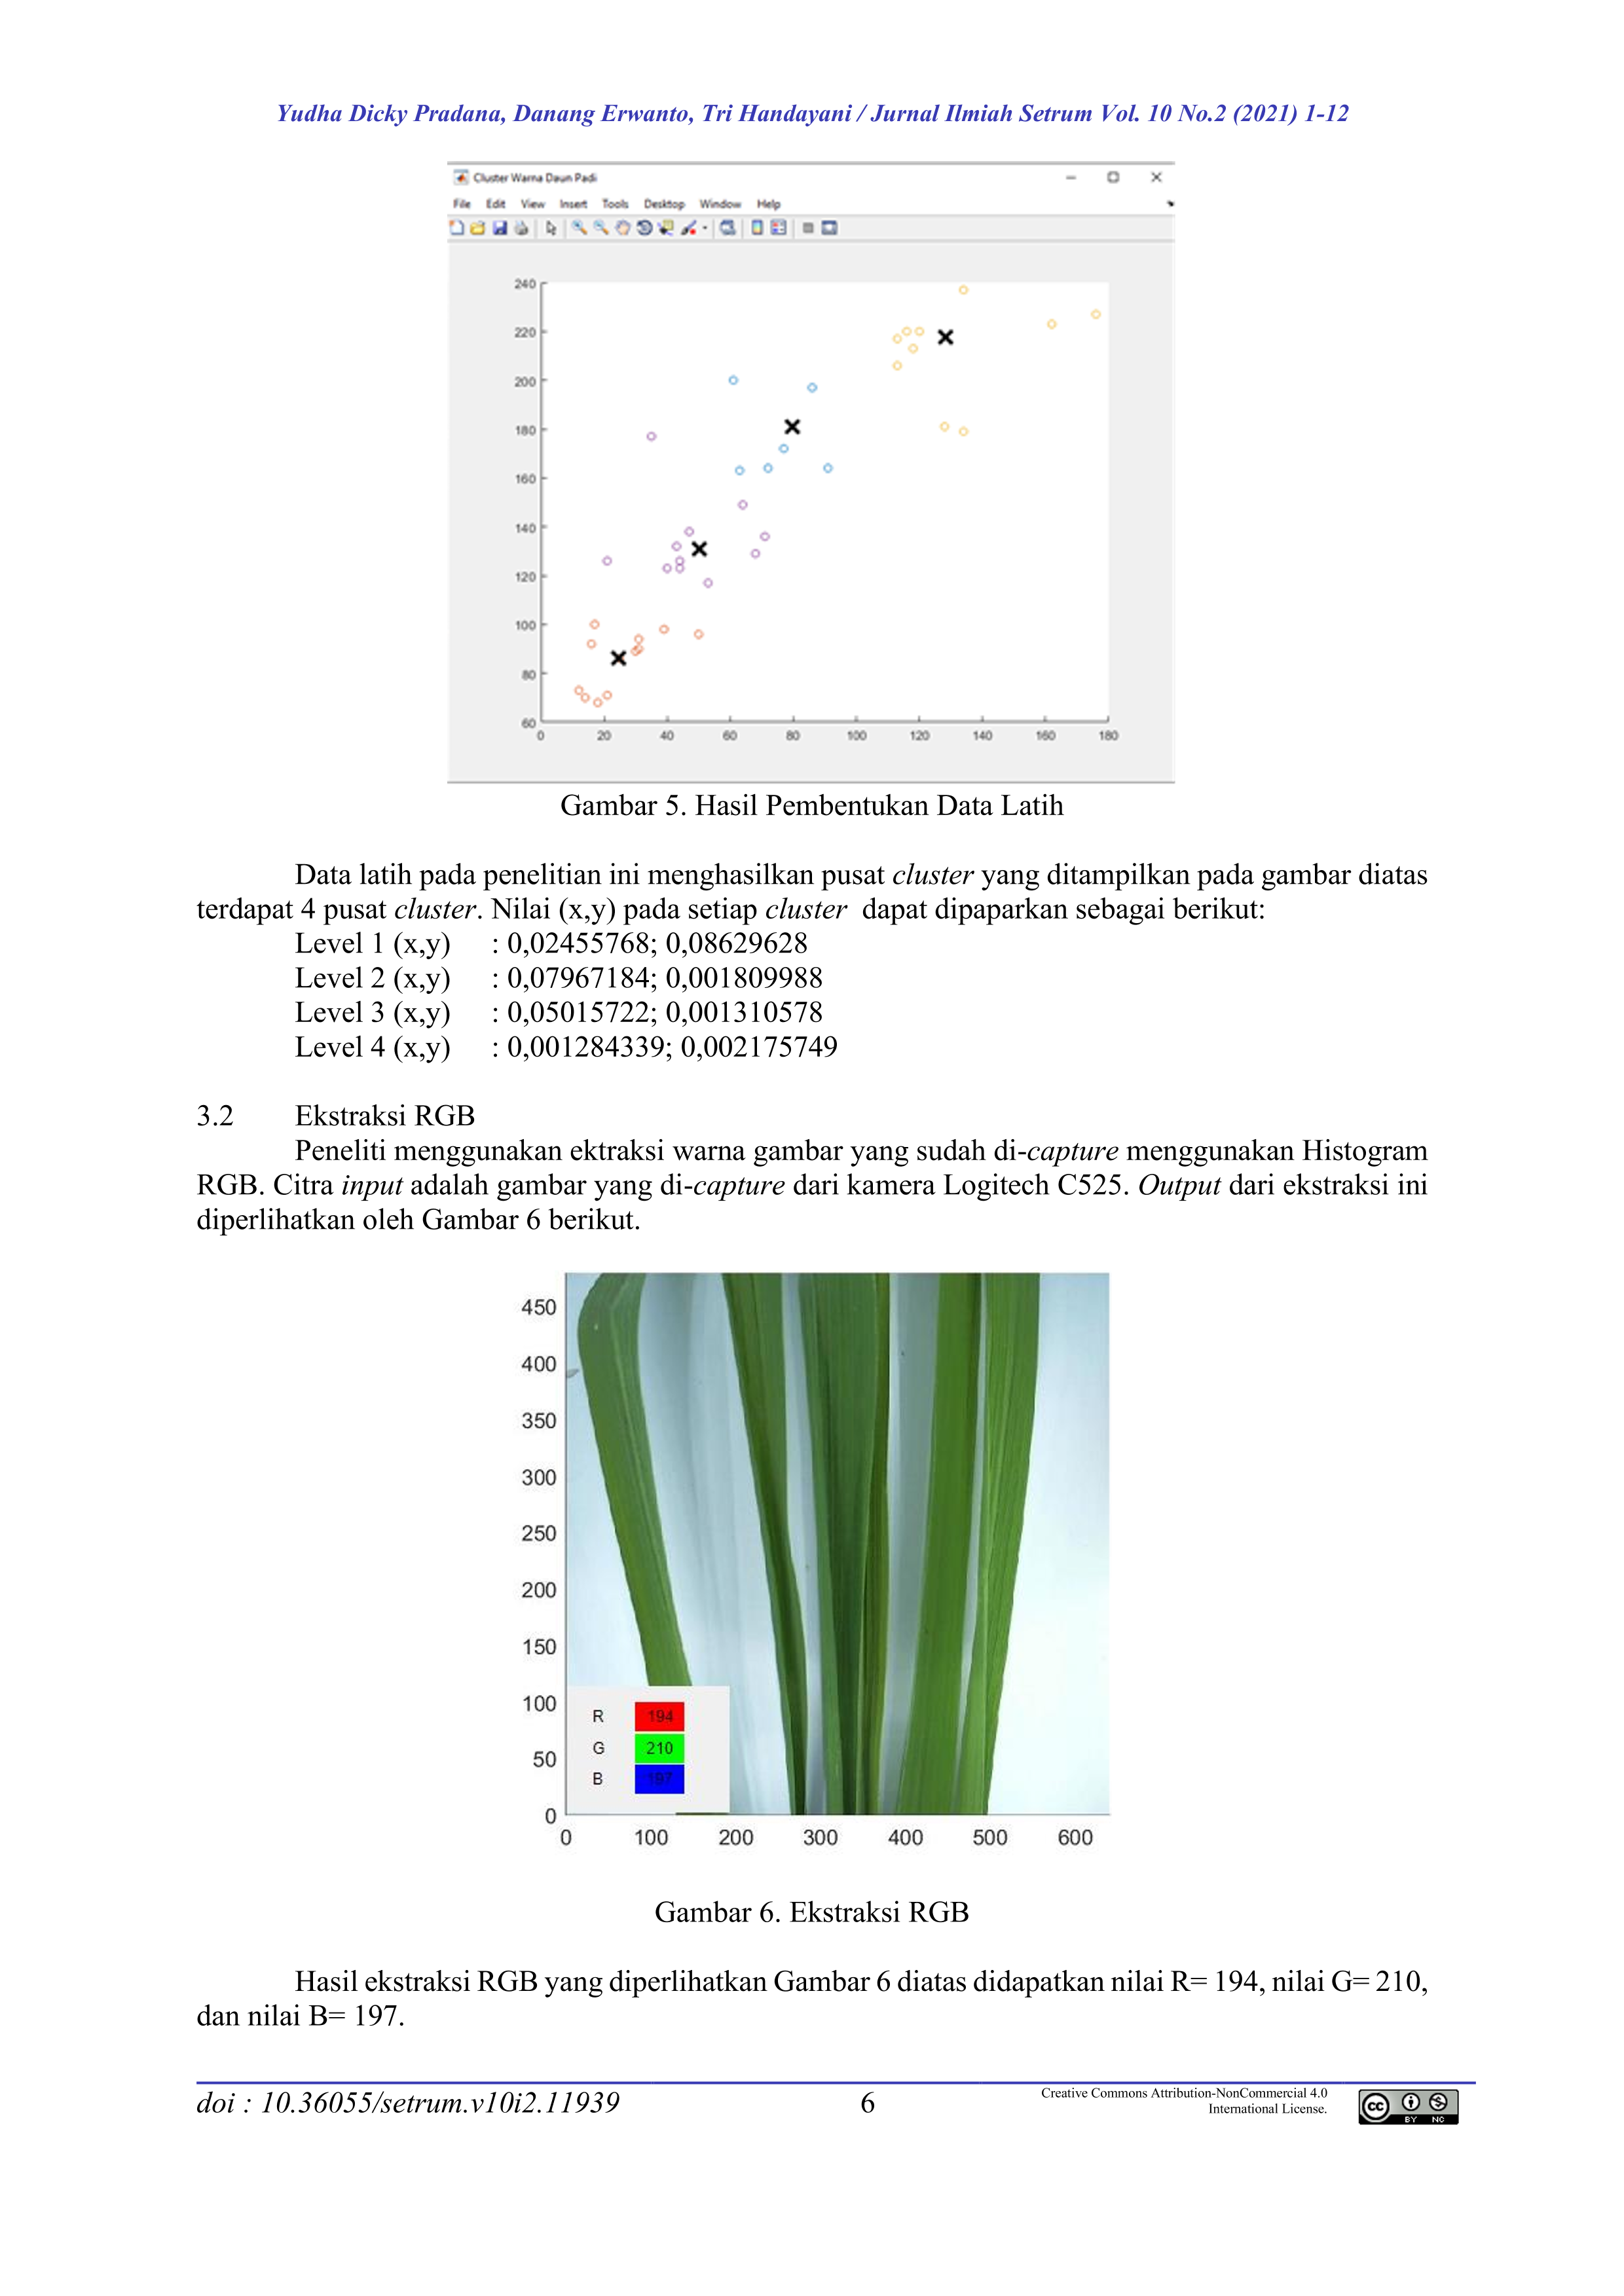 Yudha Dicky Pradana, Danang Erwanto, Tri Handayani / Jurnal Ilmiah Setrum Vol. 10 No.2 (2021) 1-12
Cluster Warna Daun Padi
File Edit View Insert Tools Desktop Window Help
240
220
200
180
160
140
120
100
80
60
0 20 40 60 80 100 120 140 160 180
Gambar 5. Hasil Pembentukan Data Latih
Data latih pada penelitian ini menghasilkan pusat cluster yang ditampilkan pada gambar diatas
terdapat 4 pusat cluster. Nilai (x,y) pada setiap cluster dapat dipaparkan sebagai berikut:
Level 1 (x,y) : 0,02455768; 0,08629628
Level 2 (x,y) : 0,07967184; 0,001809988
Level 3 (x,y) : 0,05015722; 0,001310578
Level 4 (x,y) : 0,001284339; 0,002175749
3.2 Ekstraksi RGB
Peneliti menggunakan ektraksi warna gambar yang sudah di-capture menggunakan Histogram
RGB. Citra input adalah gambar yang di-capture dari kamera Logitech C525. Output dari ekstraksi ini
diperlihatkan oleh Gambar 6 berikut.
450
400
350
300
250
200
150
100
50
0
R 194
G 210
B 197
0 100 200 300 400 500 600
Gambar 6. Ekstraksi RGB
Hasil ekstraksi RGB yang diperlihatkan Gambar 6 diatas didapatkan nilai R= 194, nilai G= 210,
dan nilai B= 197.
doi : 10.36055/setrum.v10i2.11939
6
Creative Commons Attribution-NonCommercial 4.0
International License.
cc
BY NC